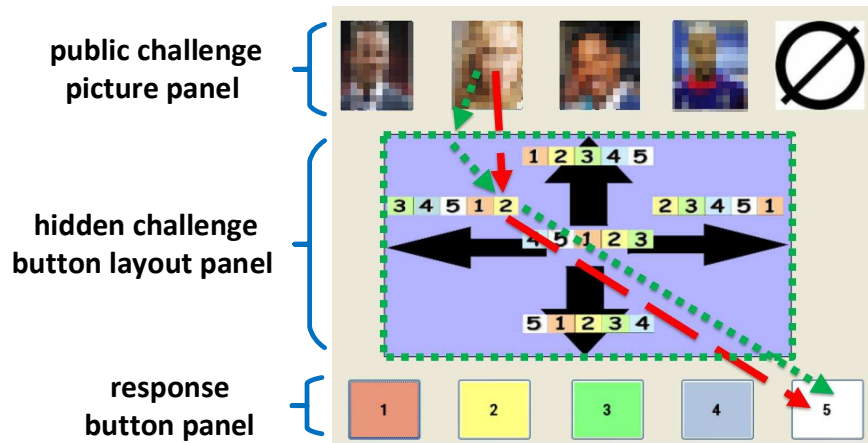 public challenge
picture panel
1 2 3 4 5
3 4 5 1 2
2 3 4 5 1
hidden challenge
button layout panel
4 5 1 2 3
5 1 2 3 4
response
button panel
1 2 3 4 5